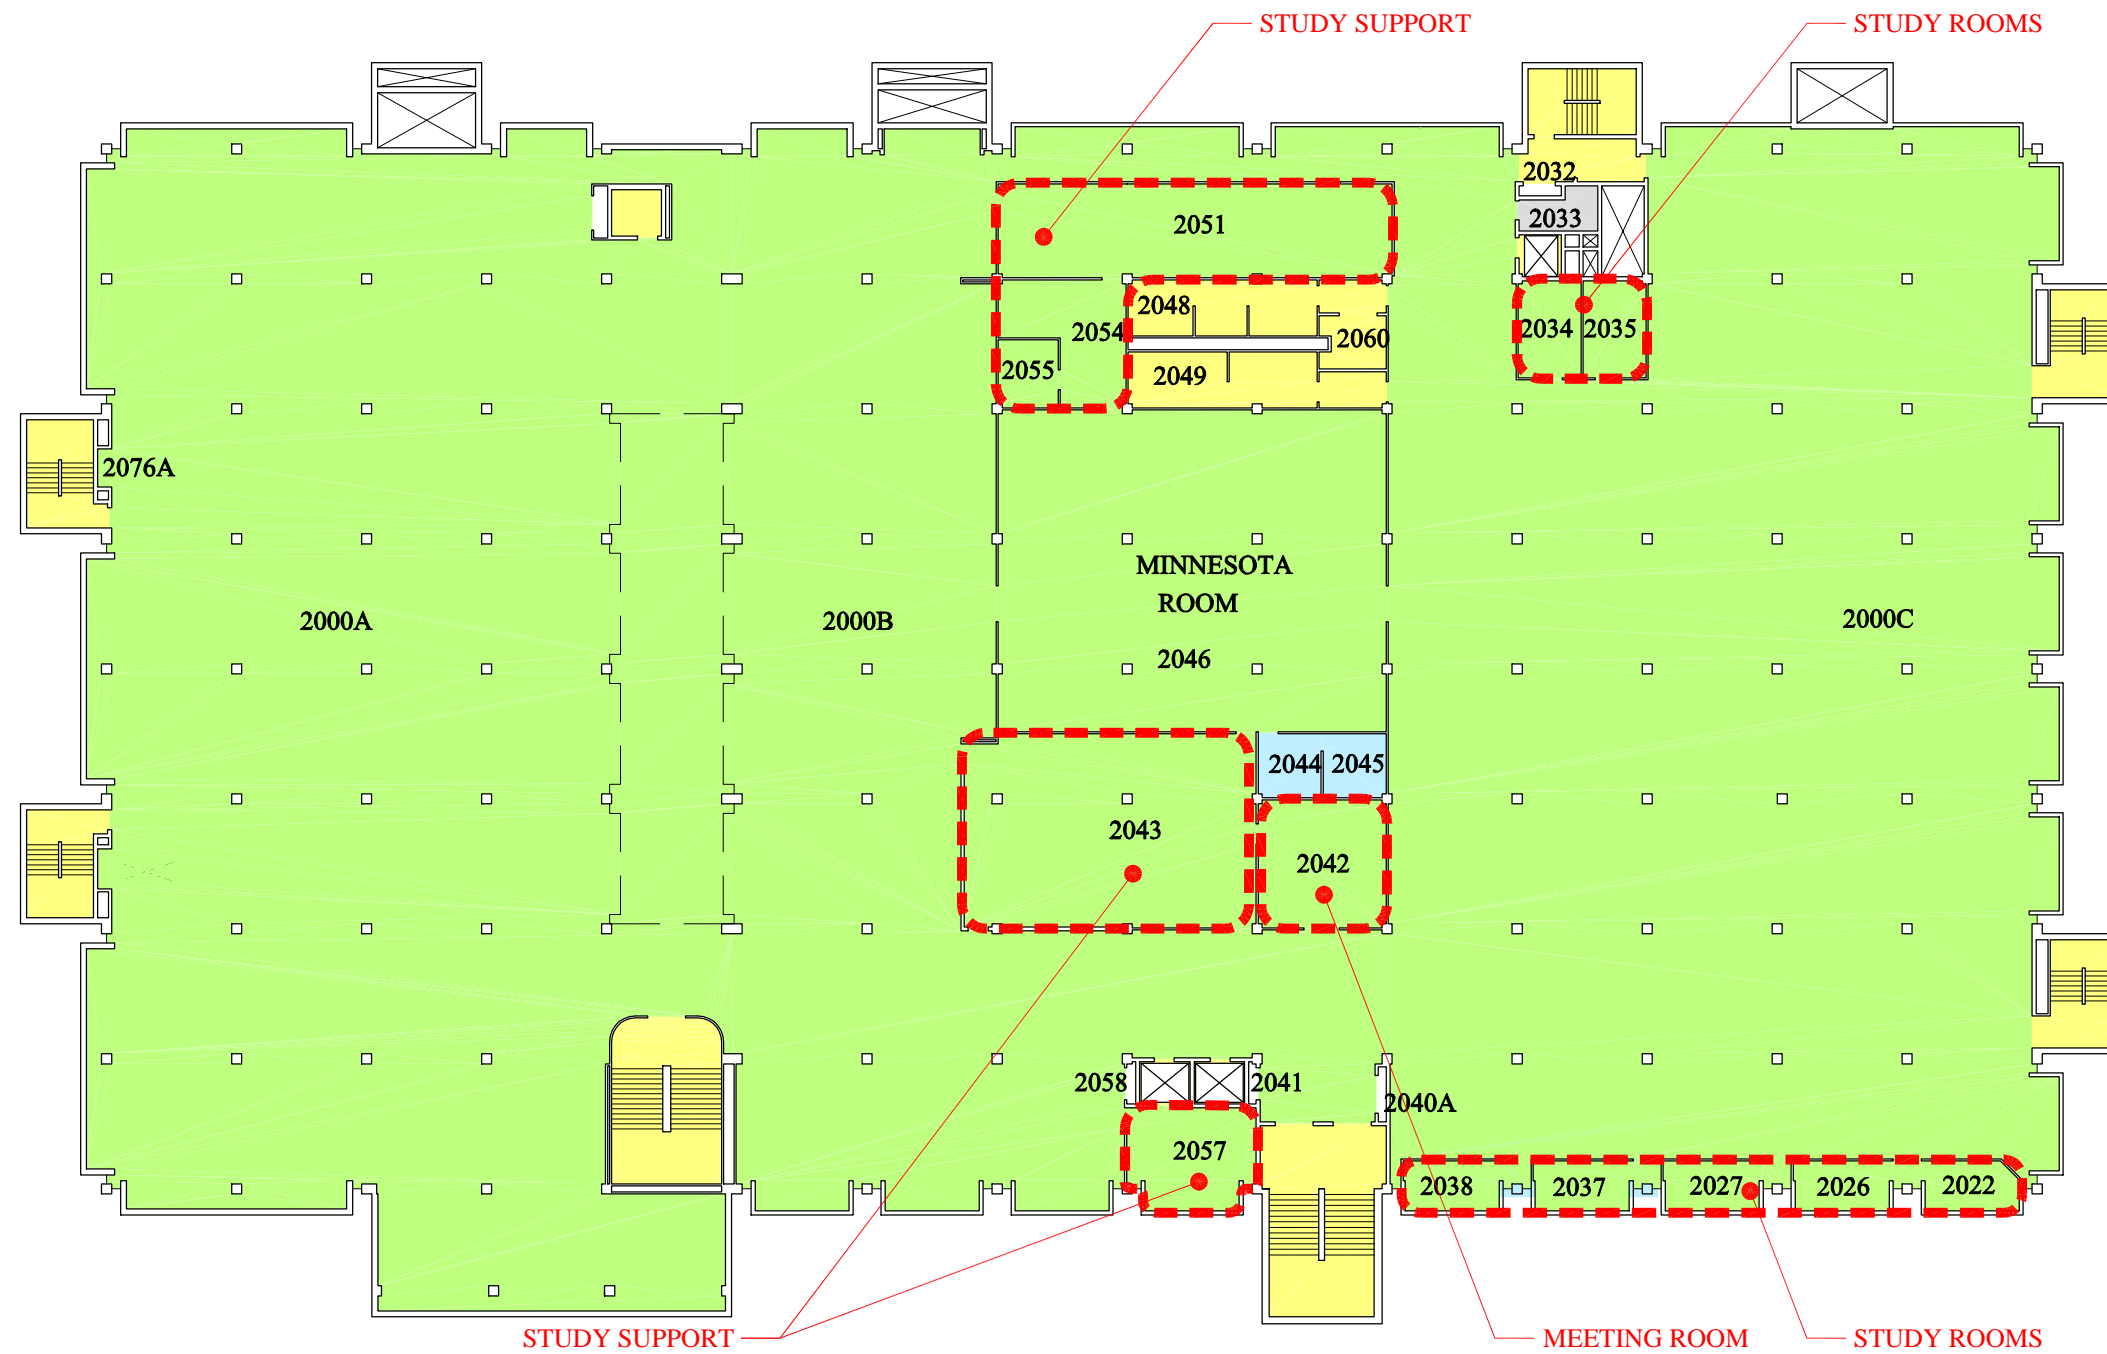 STUDY SUPPORT
STUDY ROOMS
2032
2033
2051
2048
2054
2060
2034
2035
2055
2049
2076A
MINNESOTA
ROOM
2046
2000A
2000B
2000C
2044
2045
2043
2042
2058
2041
2040A
2057
2038
2037
2027
2026
2022
STUDY SUPPORT
MEETING ROOM
STUDY ROOMS